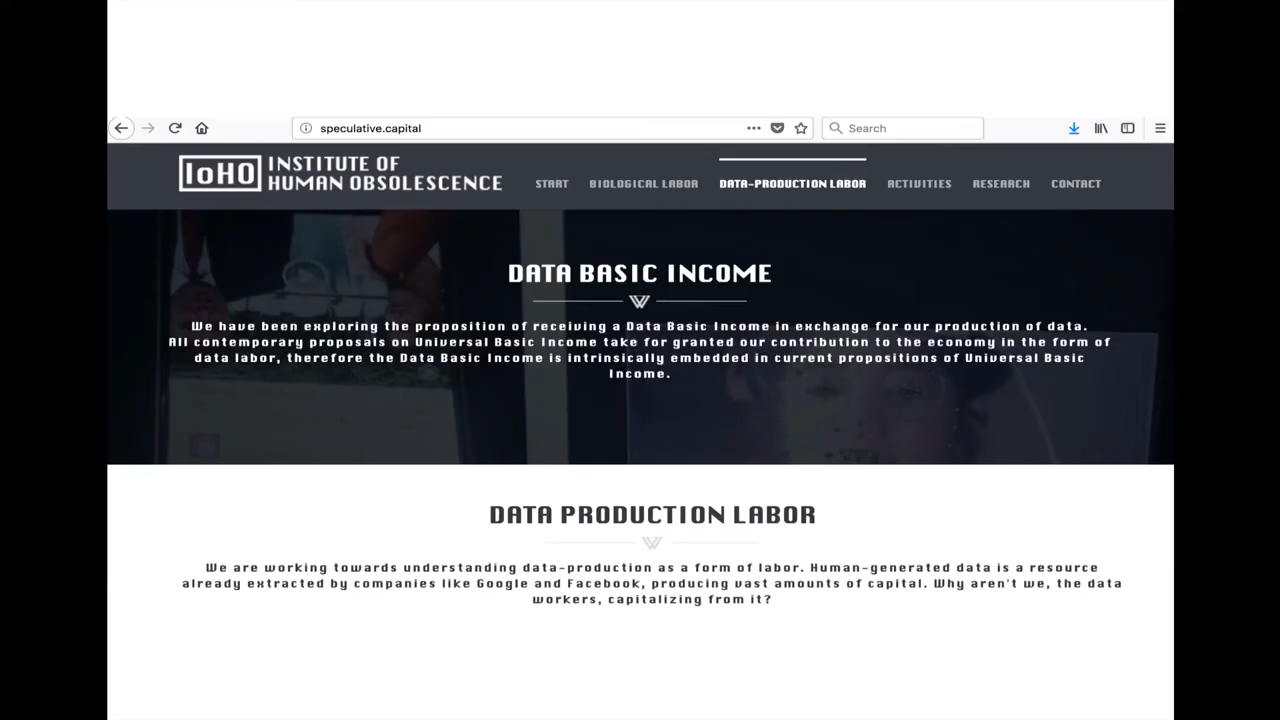 speculative.capital
Search
IoHO
INSTITUTE OF
HUMAN OBSOLESCENCE
START BIOLOGICAL LABOR DATA-PRODUCTION LABOR ACTIVITIES RESEARCH CONTACT
DATA BASIC INCOME
We have been exploring the proposition of receiving a Data Basic Income in exchange for our production of data.
All contemporary proposals on Universal Basic Income take for granted our contribution to the economy in the form of
data labor, therefore the Data Basic Income is intrinsically embedded in current propositions of Universal Basic
Income.
DATA PRODUCTION LABOR
We are working towards understanding data-production as a form of labor. Human-generated data is a resource
already extracted by companies like Google and Facebook, producing vast amounts of capital. Why aren't we, the data
workers, capitalizing from it?